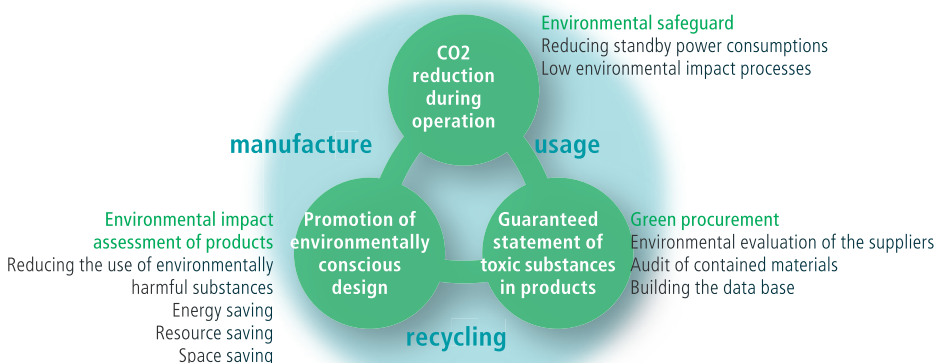 Environmental safeguard
Reducing standby power consumptions
Low environmental impact processes
CO2
reduction
during
operation
manufacture
usage
Environmental impact
assessment of products
Reducing the use of environmentally
harmful substances
Energy saving
Resource saving
Space saving
Promotion of
environmentally
conscious
design
Guaranteed
statement of
toxic substances
in products
Green procurement
Environmental evaluation of the suppliers
Audit of contained materials
Building the data base
recycling